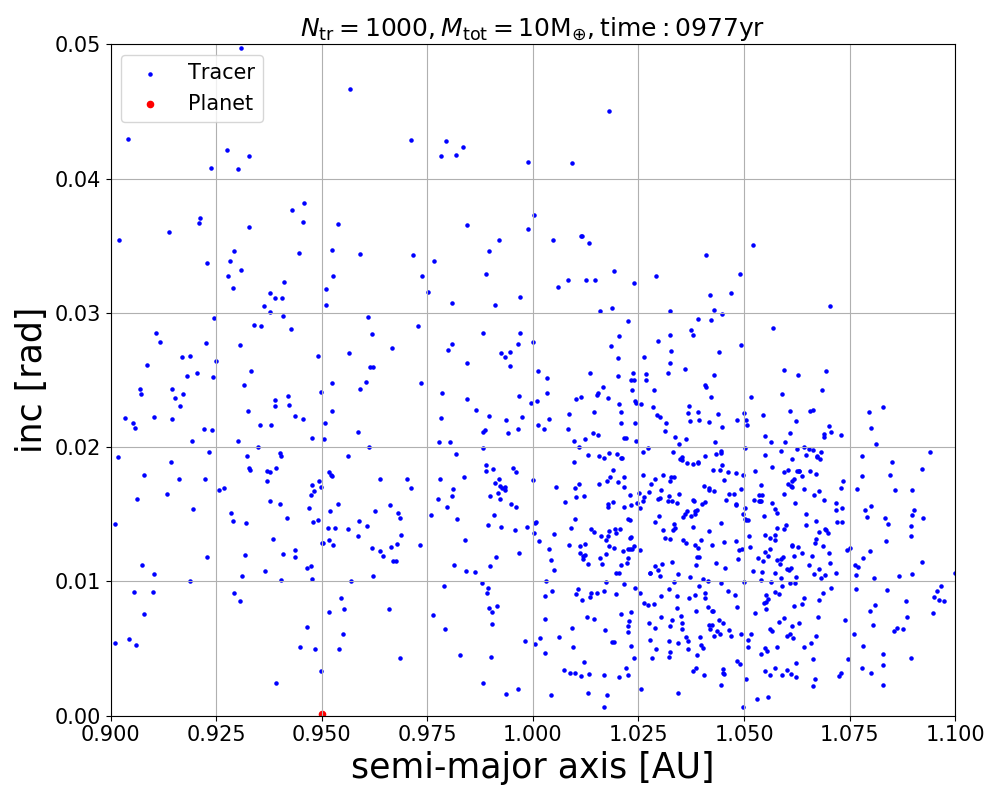 N_tr = 1000, M_tot = 10M_⊕, time : 0977yr
Tracer
Planet
0.05
0.04
0.03
0.02
0.01
0.00
inc [rad]
0.900 0.925 0.950 0.975 1.000 1.025 1.050 1.075 1.100
semi-major axis [AU]